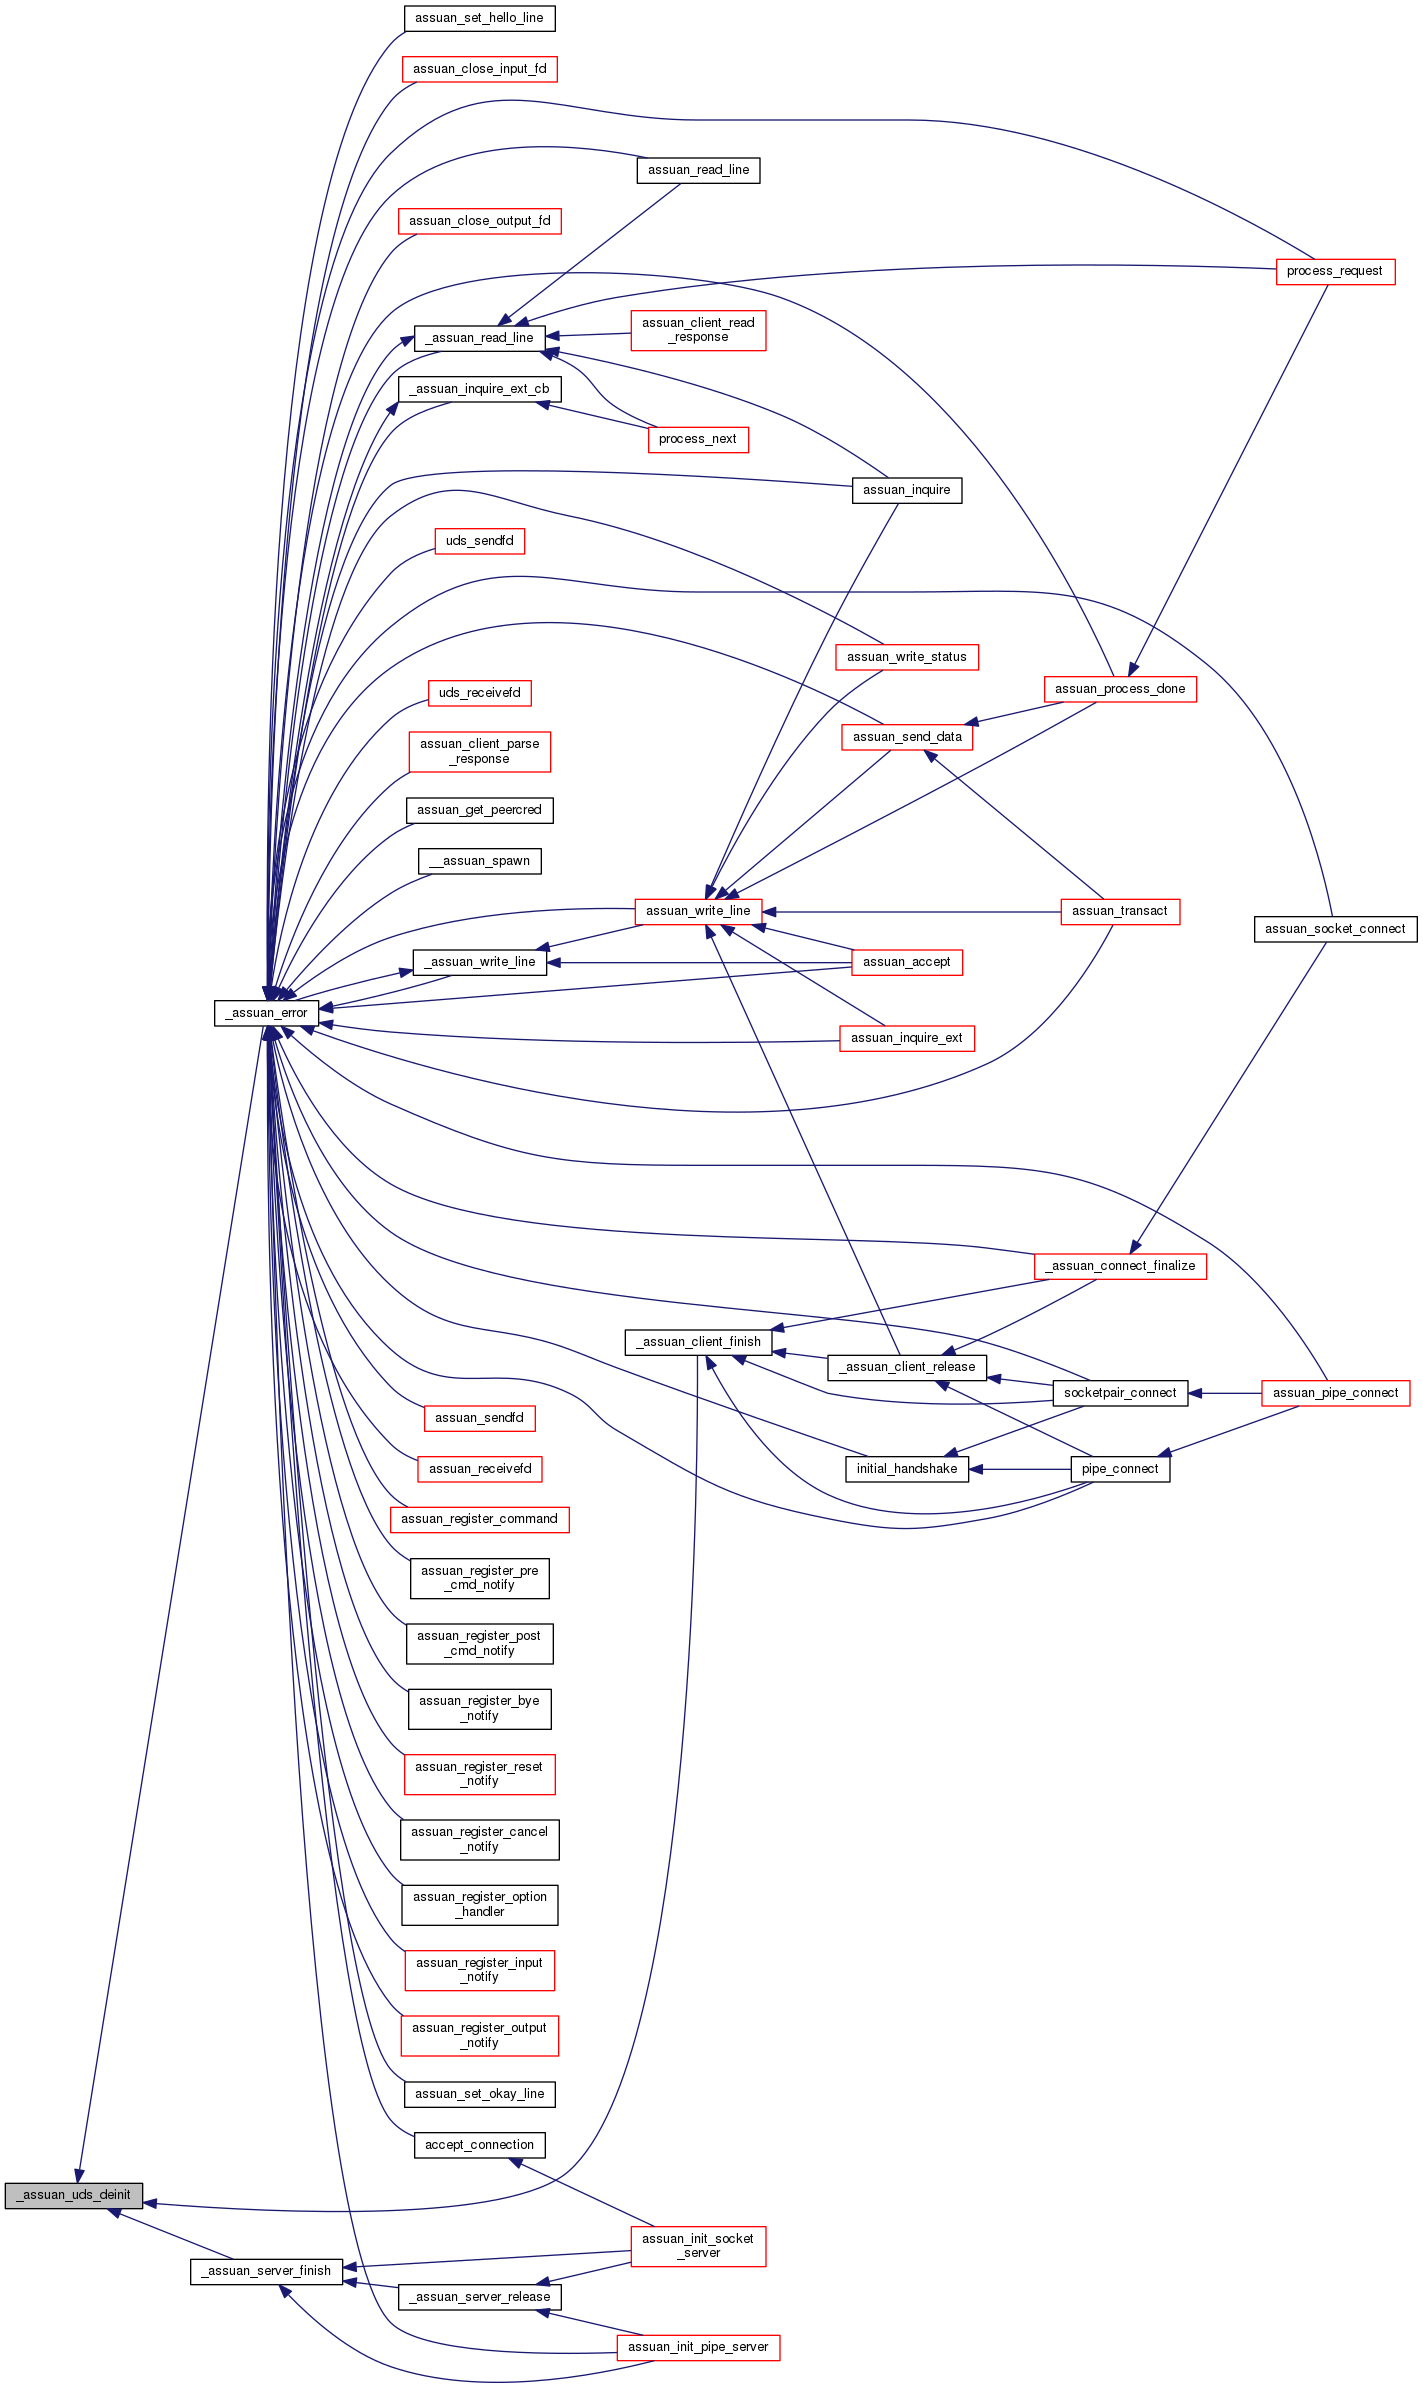 assuan_set_hello_line
assuan_close_input_fd
assuan_read_line
assuan_close_output_fd
process_request
_assuan_read_line
assuan_client_read
_response
_assuan_inquire_ext_cb
process_next
assuan_inquire
uds_sendfd
assuan_write_status
uds_receivefd
assuan_process_done
assuan_send_data
assuan_client_parse
_response
assuan_get_peercred
__assuan_spawn
assuan_write_line
assuan_transact
assuan_socket_connect
_assuan_write_line
assuan_accept
_assuan_error
assuan_inquire_ext
_assuan_connect_finalize
_assuan_client_finish
_assuan_client_release
socketpair_connect
assuan_pipe_connect
assuan_sendfd
initial_handshake
pipe_connect
assuan_receivefd
assuan_register_command
assuan_register_pre
_cmd_notify
assuan_register_post
_cmd_notify
assuan_register_bye
_notify
assuan_register_reset
_notify
assuan_register_cancel
_notify
assuan_register_option
_handler
assuan_register_input
_notify
assuan_register_output
_notify
assuan_set_okay_line
accept_connection
_assuan_uds_deinit
assuan_init_socket
_server
_assuan_server_finish
_assuan_server_release
assuan_init_pipe_server